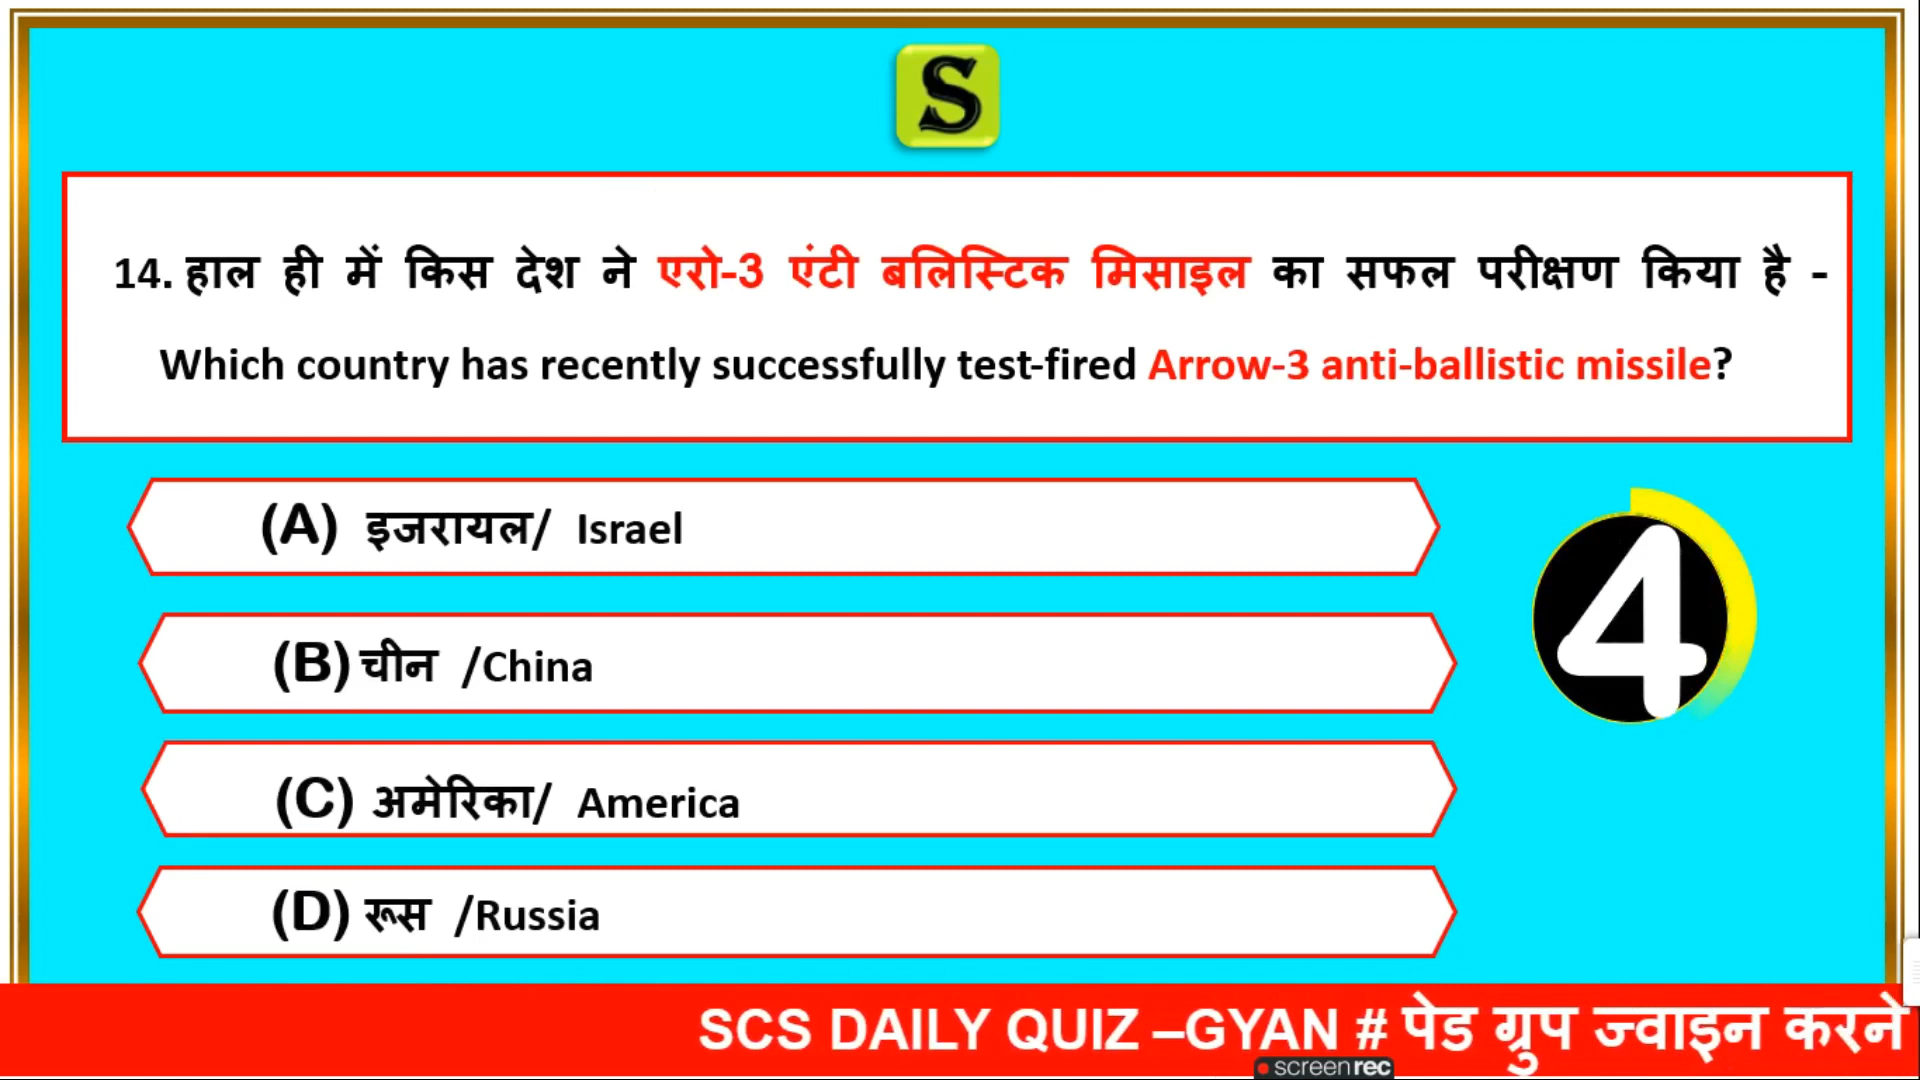 S
14. हाल ही में किस देश ने एरो-3 एंटी बलिस्टिक मिसाइल का सफल परीक्षण किया है -
Which country has recently successfully test-fired Arrow-3 anti-ballistic missile?
(A) इजरायल/ Israel
4
(B) चीन /China
(C) अमेरिका/ America
(D) रूस /Russia
SCS DAILY QUIZ –GYAN # पेड ग्रुप ज्वाइन करने
screenrec